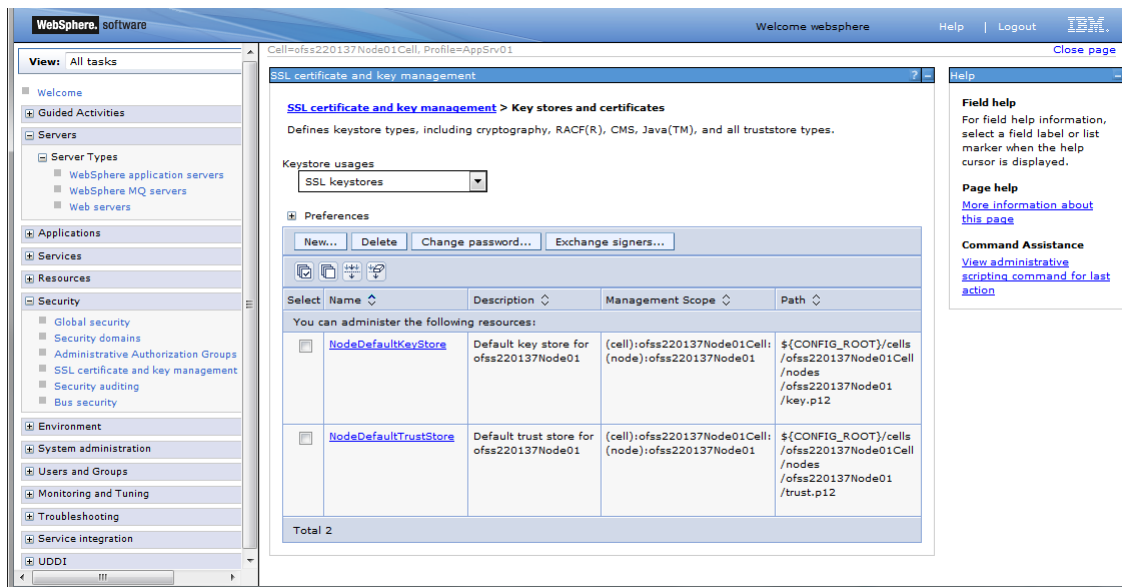 WebSphere. software
Welcome websphere
Help | Logout
IBM.
View: All tasks
Welcome
Guided Activities
Servers
Server Types
WebSphere application servers
WebSphere MQ servers
Web servers
Applications
Services
Resources
Security
Global security
Security domains
Administrative Authorization Groups
SSL certificate and key management
Security auditing
Bus security
Environment
System administration
Users and Groups
Monitoring and Tuning
Troubleshooting
Service integration
UDDI
Cell=ofss220137Node01Cell, Profile=AppSrv01
Close page
SSL certificate and key management
?
SSL certificate and key management > Key stores and certificates
Defines keystore types, including cryptography, RACF(R), CMS, Java(TM), and all truststore types.
Keystore usages
SSL keystores
Preferences
New... Delete Change password... Exchange signers...
Select Name Description Management Scope Path
You can administer the following resources:
NodeDefaultKeyStore
Default key store for
ofss220137Node01
(cell):ofss220137Node01Cell:
(node):ofss220137Node01
${CONFIG_ROOT}/cells
/ofss220137Node01Cell
/nodes
/ofss220137Node01
/key.p12
NodeDefaultTrustStore
Default trust store for
ofss220137Node01
(cell):ofss220137Node01Cell:
(node):ofss220137Node01
${CONFIG_ROOT}/cells
/ofss220137Node01Cell
/nodes
/ofss220137Node01
/trust.p12
Total 2
Help
Field help
For field help information,
select a field label or list
marker when the help
cursor is displayed.
Page help
More information about
this page
Command Assistance
View administrative
scripting command for last
action